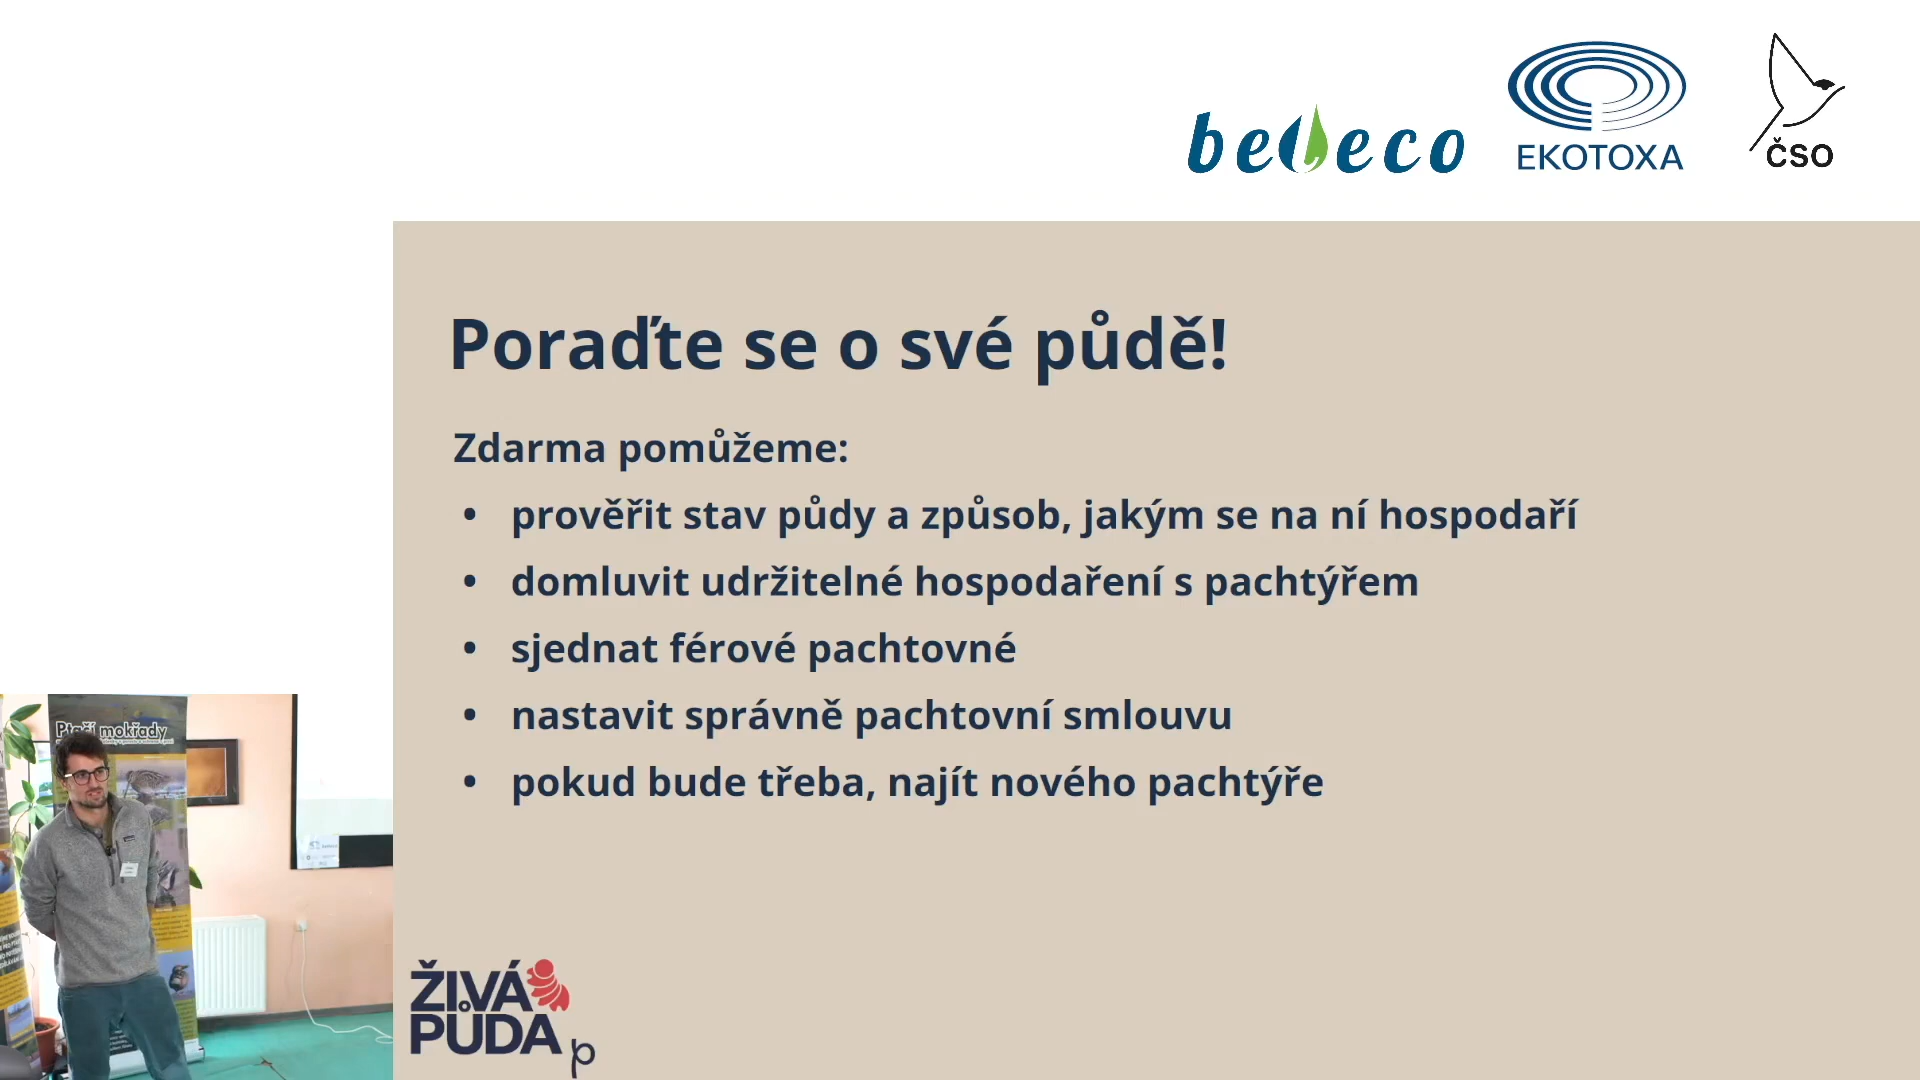 beleco
EKOTOXA
ČSO
Poraďte se o své půdě!
Zdarma pomůžeme:
• prověřit stav půdy a způsob, jakým se na ní hospodaří
• domluvit udržitelné hospodaření s pachtýřem
• sjednat férové pachtovné
• nastavit správně pachtovní smlouvu
• pokud bude třeba, najít nového pachtýře
Ptačí mokřady
ŽIVÁ
PŮDA
p